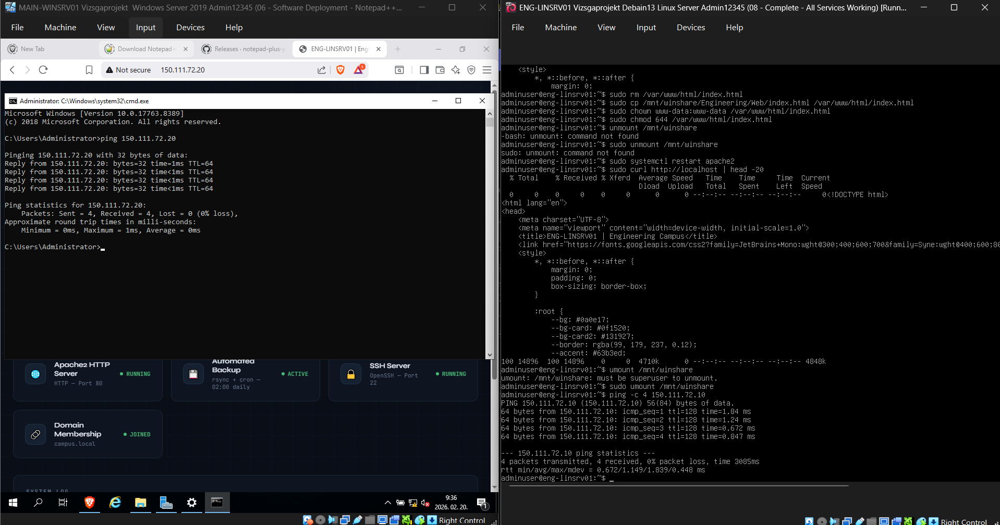 MAIN-WINSRV01 Vizsgaprojekt  Windows Server 2019 Admin12345 (06 - Software Deployment - Notepad++...
File Machine View Input Devices Help
New Tab
Download Notepad+
Releases · notepad-plus-p
ENG-LINSRV01 | Eng
Not secure 150.111.72.20
1
Administrator: C:\Windows\system32\cmd.exe
Microsoft Windows [Version 10.0.17763.8389]
(c) 2018 Microsoft Corporation. All rights reserved.
C:\Users\Administrator>ping 150.111.72.20
Pinging 150.111.72.20 with 32 bytes of data:
Reply from 150.111.72.20: bytes=32 time=1ms TTL=64
Reply from 150.111.72.20: bytes=32 time<1ms TTL=64
Reply from 150.111.72.20: bytes=32 time<1ms TTL=64
Reply from 150.111.72.20: bytes=32 time<1ms TTL=64
Ping statistics for 150.111.72.20:
    Packets: Sent = 4, Received = 4, Lost = 0 (0% loss),
Approximate round trip times in milli-seconds:
    Minimum = 0ms, Maximum = 1ms, Average = 0ms
C:\Users\Administrator>
Apache2 HTTP
Server
HTTP — Port 80
RUNNING
Automated
Backup
rsync + cron —
02:00 daily
ACTIVE
SSH Server
OpenSSH — Port
22
RUNNING
Domain
Membership
campus.local
JOINED
SYSTEM LOG
9:36
2026. 02. 20.
1
Right Control
ENG-LINSRV01 Vizsgaprojekt Debain13 Linux Server Admin12345 (08 - Complete - All Services Working) [Runn...
File Machine View Input Devices Help
<style>
*, *::before, *::after {
margin: 0;
adminuser@eng-linsrv01:~$ sudo rm /var/www/html/index.html
adminuser@eng-linsrv01:~$ sudo cp /mnt/winshare/Engineering/Web/index.html /var/www/html/index.html
adminuser@eng-linsrv01:~$ sudo chown www-data:www-data /var/www/html/index.html
adminuser@eng-linsrv01:~$ sudo chmod 644 /var/www/html/index.html
adminuser@eng-linsrv01:~$ unmount /mnt/winshare
-bash: unmount: command not found
adminuser@eng-linsrv01:~$ sudo unmount /mnt/winshare
sudo: unmount: command not found
adminuser@eng-linsrv01:~$ sudo systemctl restart apache2
adminuser@eng-linsrv01:~$ sudo curl http://localhost | head -20
% Total    % Received % Xferd  Average Speed   Time    Time     Time  Current
Dload  Upload   Total   Spent    Left  Speed
0     0    0     0    0     0      0      0 --:--:-- --:--:-- --:--:--     0<!DOCTYPE html>
<html lang="en">
<head>
<meta charset="UTF-8">
<meta name="viewport" content="width=device-width, initial-scale=1.0">
<title>ENG-LINSRV01 | Engineering Campus</title>
<link href="https://fonts.googleapis.com/css2?family=JetBrains+Mono:wght@300;400;600;700&family=Syne:wght@400;600;80
<style>
*, *::before, *::after {
margin: 0;
padding: 0;
box-sizing: border-box;
}
:root {
--bg: #0a0e17;
--bg-card: #0f1520;
--bg-card2: #131927;
--border: rgba(99, 179, 237, 0.12);
--accent: #63b3ed;
100 14896  100 14896    0     0  4710k      0 --:--:-- --:--:-- --:--:-- 4848k
adminuser@eng-linsrv01:~$ umount /mnt/winshare
umount: /mnt/winshare: must be superuser to unmount.
adminuser@eng-linsrv01:~$ sudo umount /mnt/winshare
adminuser@eng-linsrv01:~$ ping -c 4 150.111.72.10
PING 150.111.72.10 (150.111.72.10) 56(84) bytes of data.
64 bytes from 150.111.72.10: icmp_seq=1 ttl=128 time=1.84 ms
64 bytes from 150.111.72.10: icmp_seq=2 ttl=128 time=1.24 ms
64 bytes from 150.111.72.10: icmp_seq=3 ttl=128 time=0.672 ms
64 bytes from 150.111.72.10: icmp_seq=4 ttl=128 time=0.847 ms
--- 150.111.72.10 ping statistics ---
4 packets transmitted, 4 received, 0% packet loss, time 3085ms
rtt min/avg/max/mdev = 0.672/1.149/1.839/0.448 ms
adminuser@eng-linsrv01:~$ _
Right Control